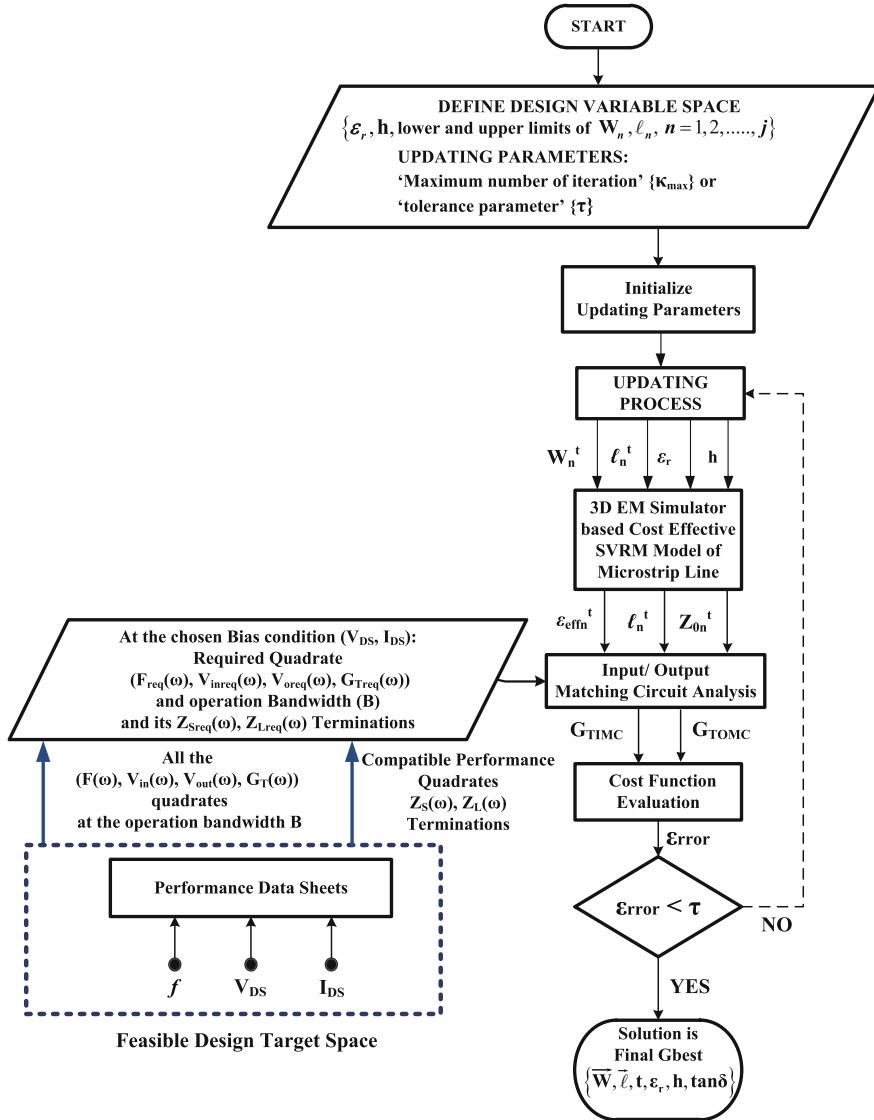 START
DEFINE DESIGN VARIABLE SPACE
{εr, h, lower and upper limits of Wn, ℓn, n = 1, 2, ....., j}
UPDATING PARAMETERS:
‘Maximum number of iteration’ {κmax} or
‘tolerance parameter’ {τ}
Initialize
Updating Parameters
UPDATING
PROCESS
Wn^t ℓn^t εr h
3D EM Simulator
based Cost Effective
SVRM Model of
Microstrip Line
εeffn^t ℓn^t Z0n^t
At the chosen Bias condition (VDS, IDS):
Required Quadrate
(Freq(ω), Vinreq(ω), Voreq(ω), GTreq(ω))
and operation Bandwidth (B)
and its ZSreq(ω), ZLreq(ω) Terminations
Input/ Output
Matching Circuit Analysis
GTIMC GTOMC
All the
(F(ω), Vin(ω), Vout(ω), GT(ω))
quadrates
at the operation bandwidth B
Compatible Performance
Quadrates
ZS(ω), ZL(ω)
Terminations
Cost Function
Evaluation
εrror
εrror < τ
NO
YES
Performance Data Sheets
f VDS IDS
Feasible Design Target Space
Solution is
Final Gbest
{W⃗, ℓ⃗, t, εr, h, tanδ}